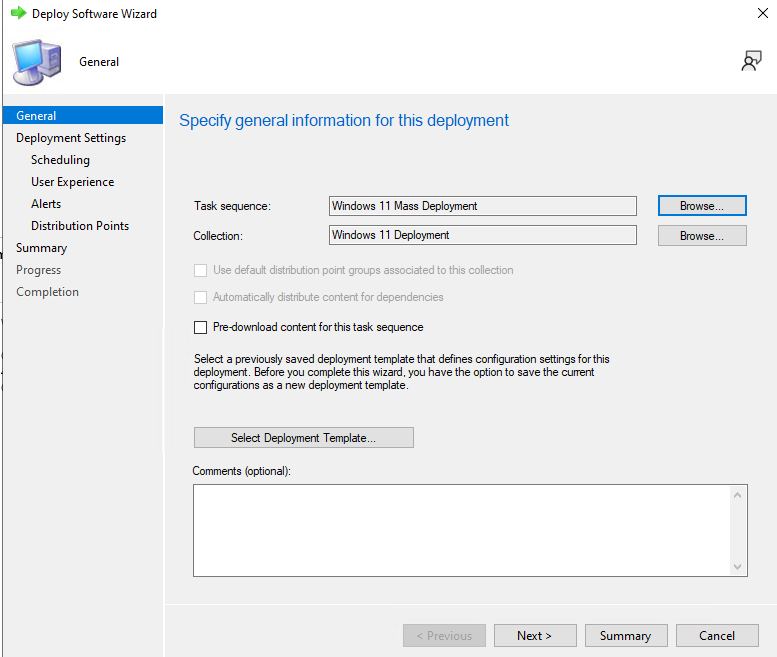 Deploy Software Wizard
General
General
Deployment Settings
Scheduling
User Experience
Alerts
Distribution Points
Summary
Progress
Completion
Specify general information for this deployment
Task sequence:
Windows 11 Mass Deployment
Browse...
Collection:
Windows 11 Deployment
Browse...
Use default distribution point groups associated to this collection
Automatically distribute content for dependencies
Pre-download content for this task sequence
Select a previously saved deployment template that defines configuration settings for this
deployment. Before you complete this wizard, you have the option to save the current
configurations as a new deployment template.
Select Deployment Template...
Comments (optional):
< Previous
Next >
Summary
Cancel